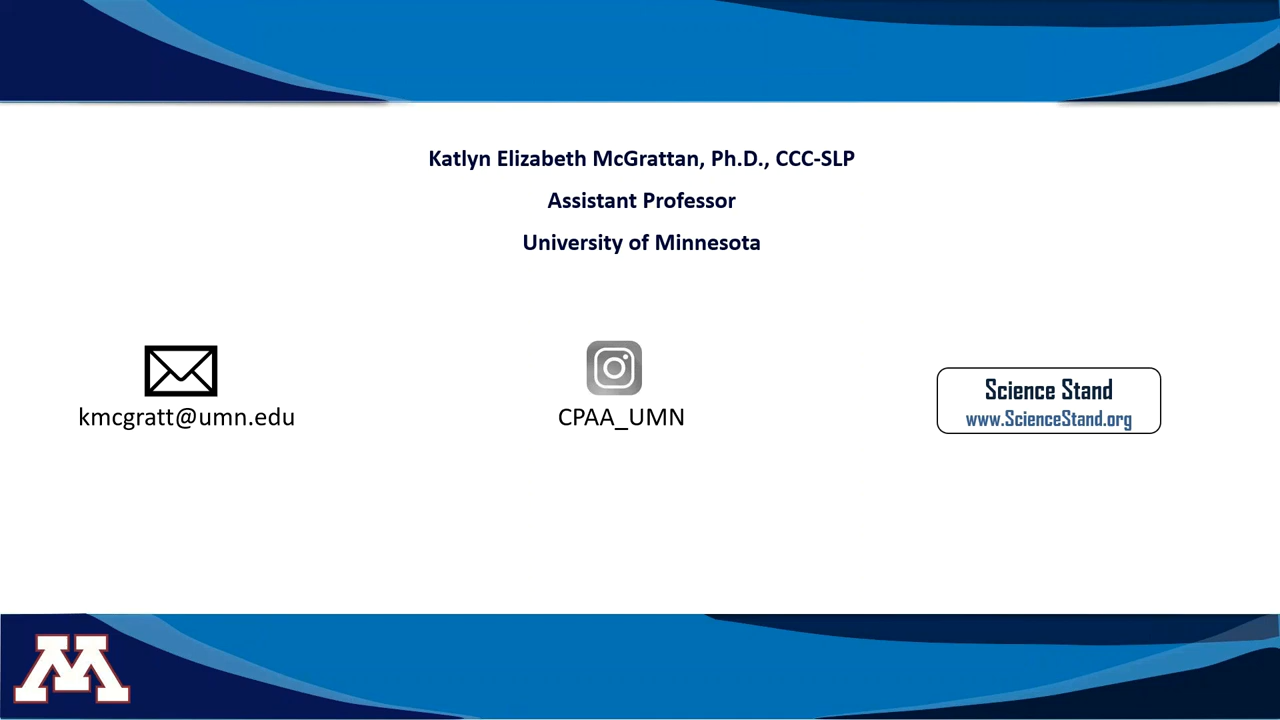 Katlyn Elizabeth McGrattan, Ph.D., CCC-SLP
Assistant Professor
University of Minnesota
kmcgratt@umn.edu
CPAA_UMN
Science Stand
www.ScienceStand.org
M